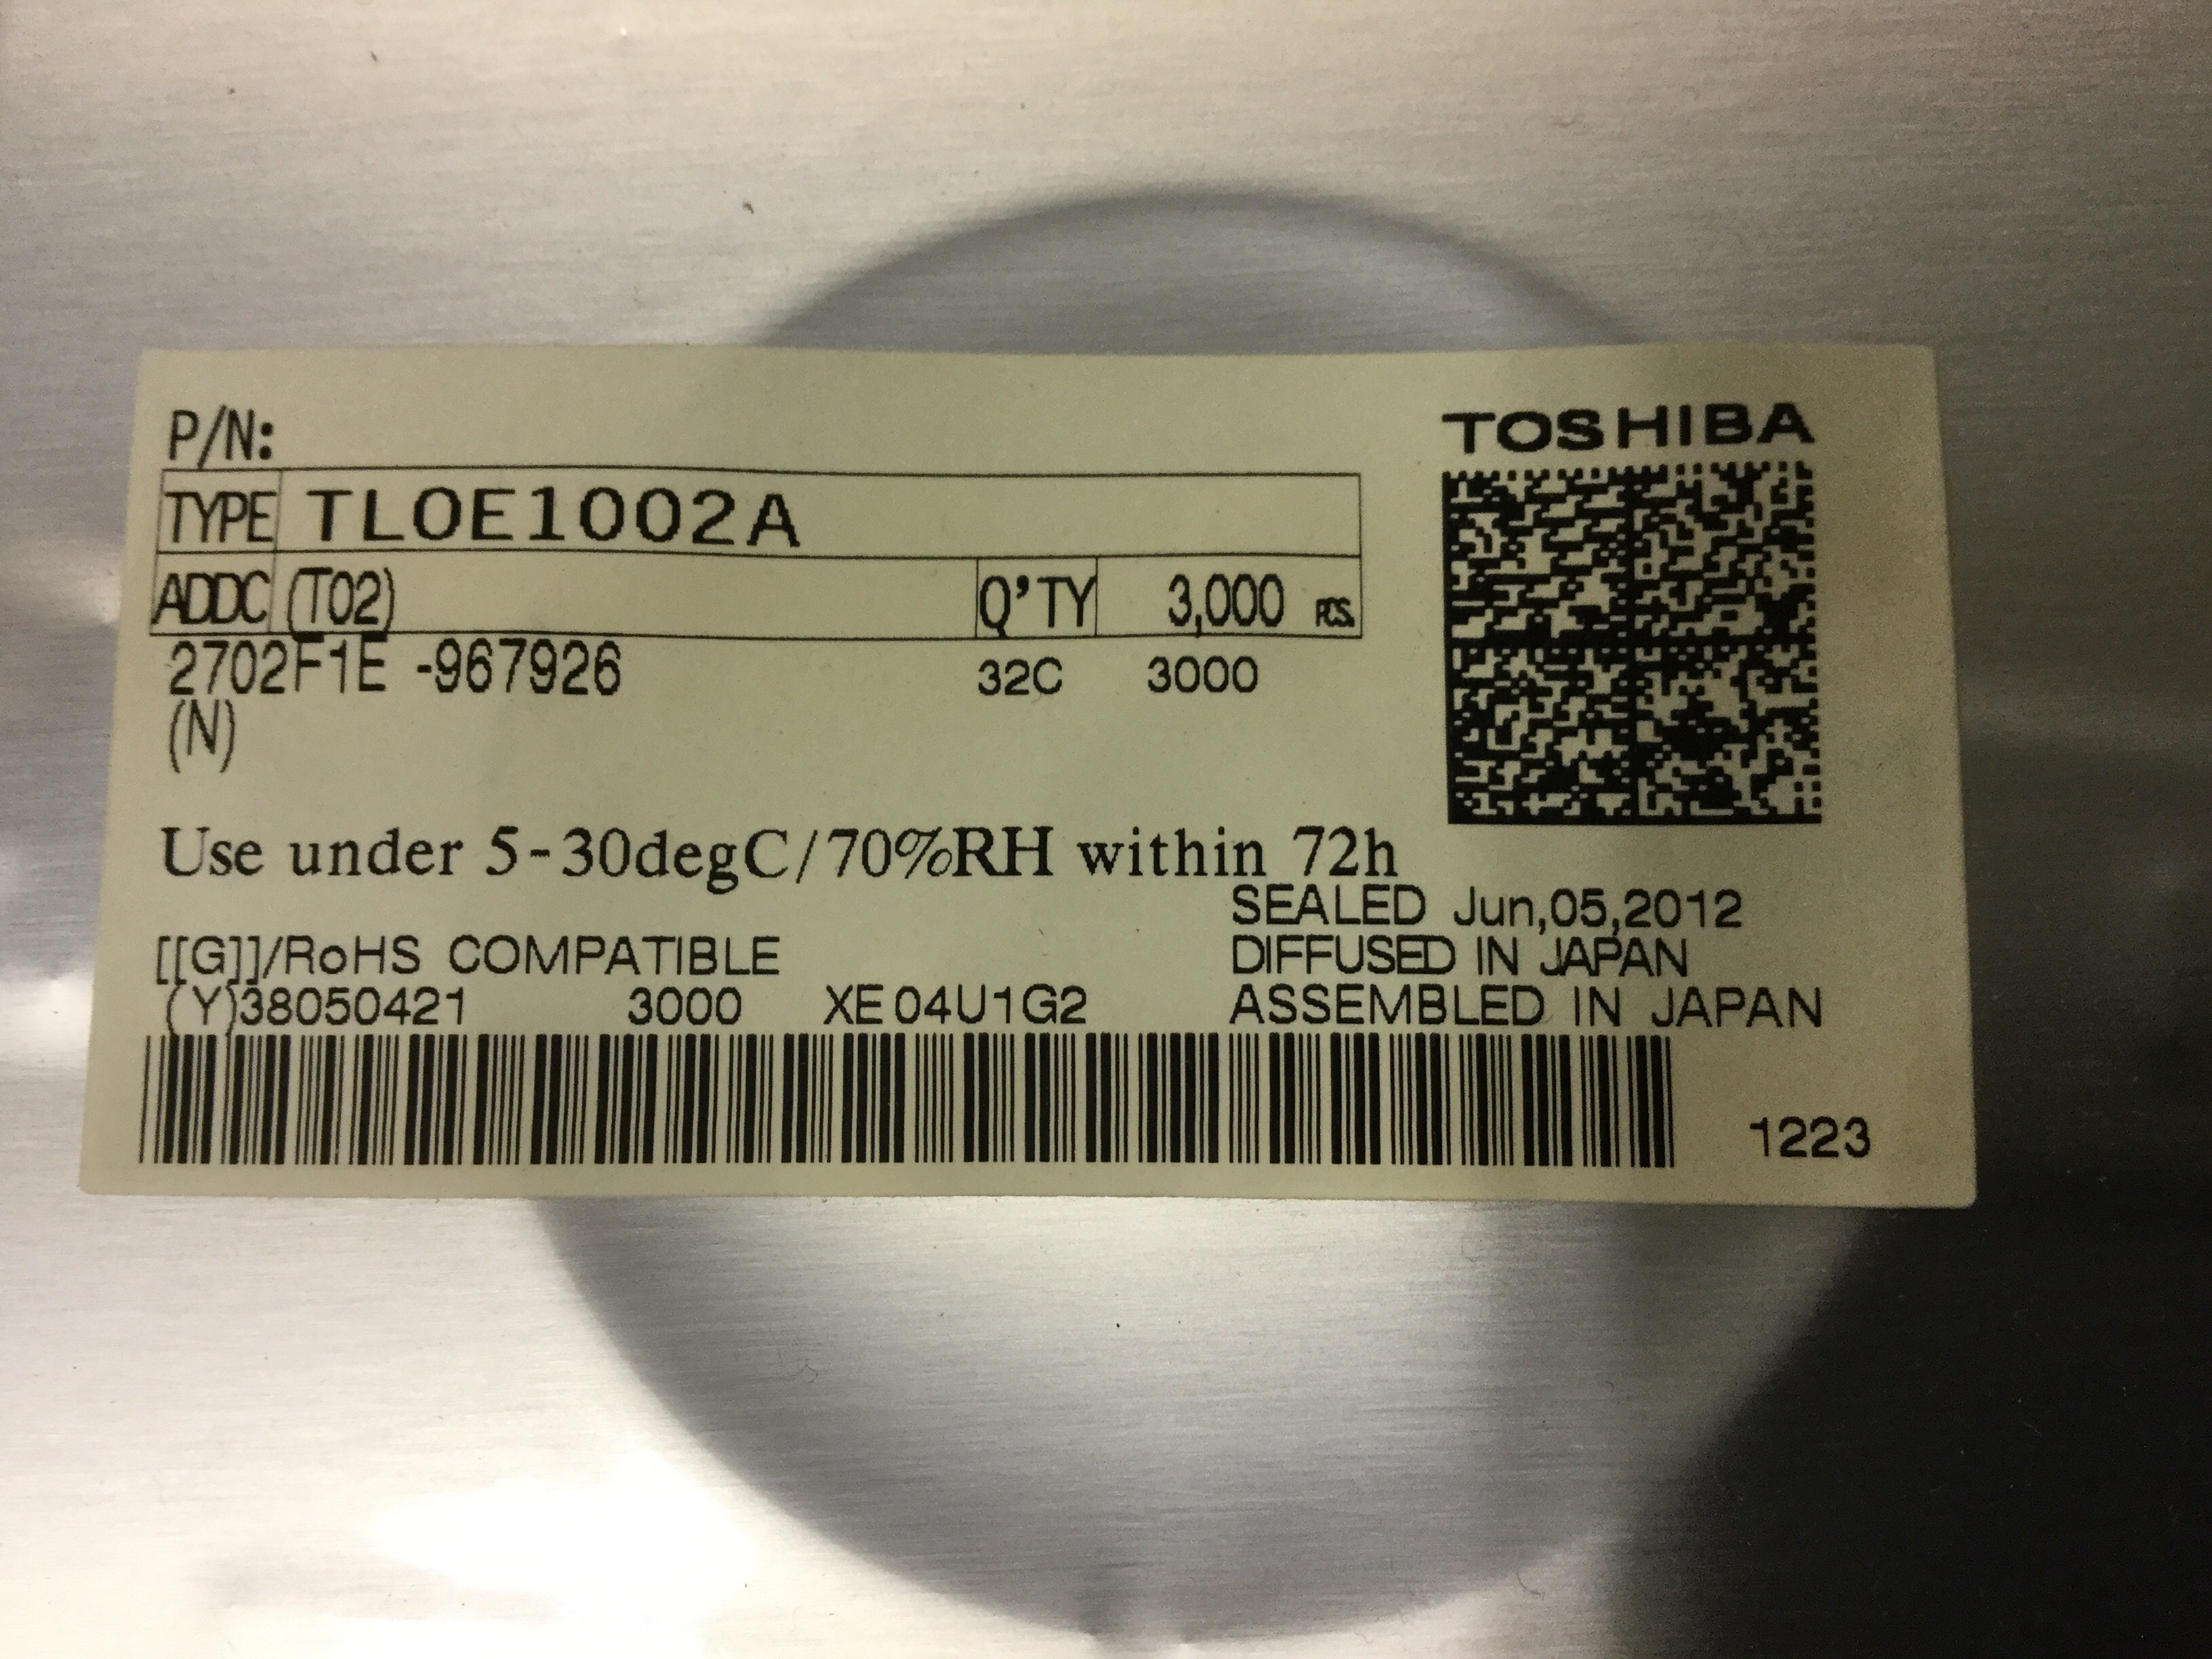 P/N:
TOSHIBA
TYPE TLOE1002A
ADDC (T02) Q'TY 3,000 PCS.
2702F1E -967926 32C 3000
(N)
Use under 5-30degC/70%RH within 72h
SEALED Jun,05,2012
[[G]]/RoHS COMPATIBLE DIFFUSED IN JAPAN
(Y)38050421 3000 XE04U1G2 ASSEMBLED IN JAPAN
1223